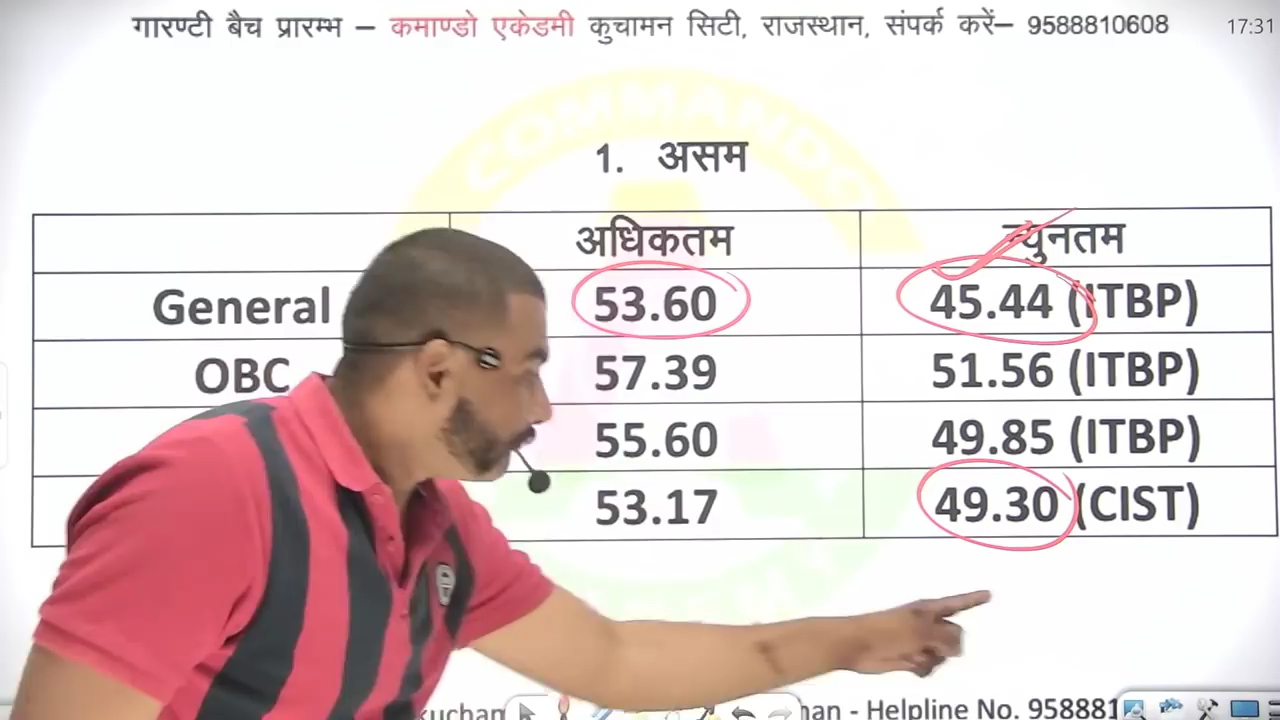 गारण्टी बैच प्रारम्भ – कमाण्डो एकेडमी कुचामन सिटी, राजस्थान, संपर्क करें– 9588810608
17:31
COMMANDO
1. असम
अधिकतम न्युनतम
General 53.60 45.44 (ITBP)
OBC 57.39 51.56 (ITBP)
55.60 49.85 (ITBP)
53.17 49.30 (CIST)
Helpline No. 958881